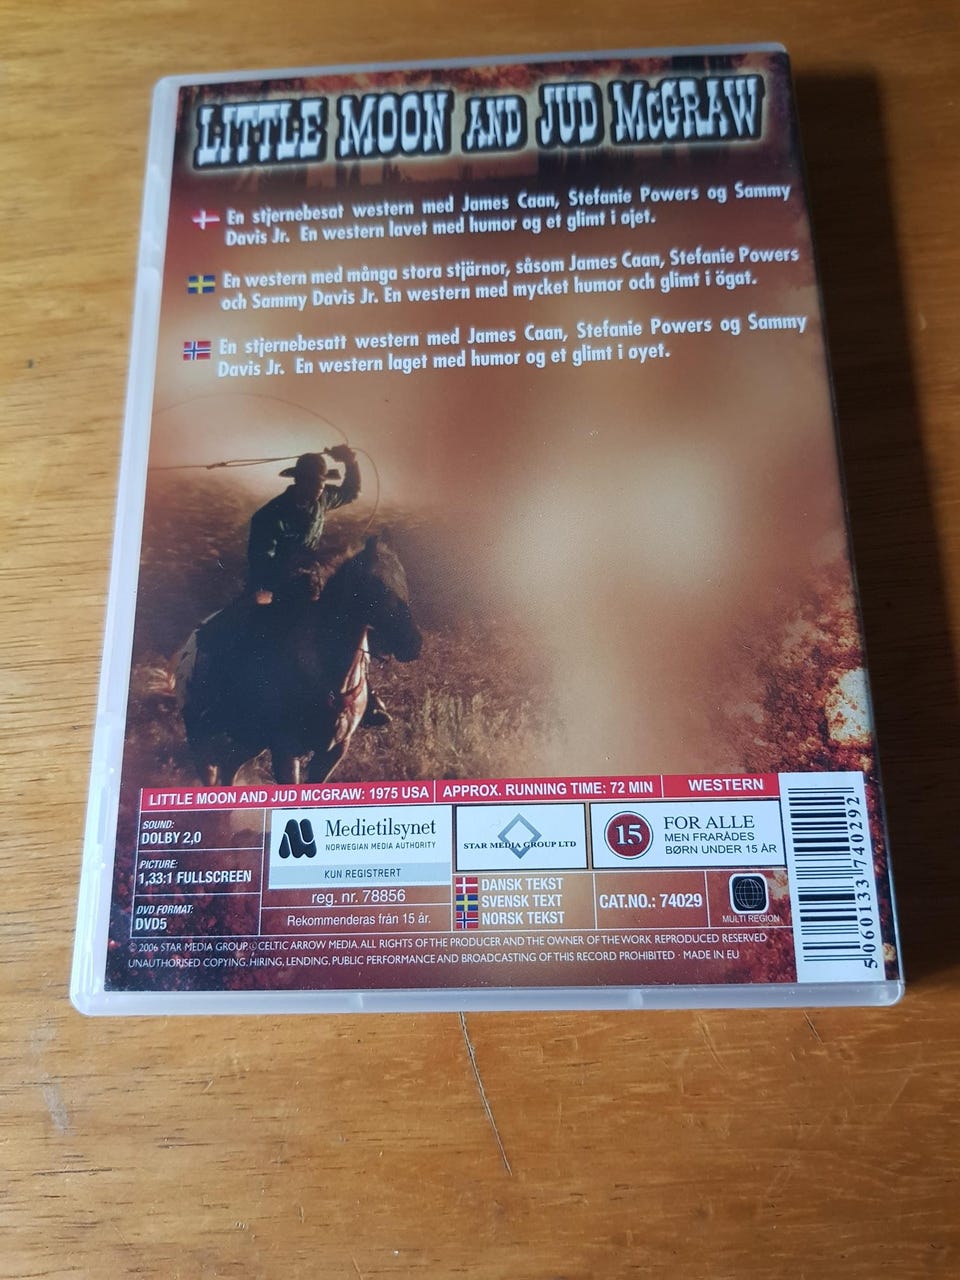 LITTLE MOON AND JUD McGRAW
En stjernebesat western med James Caan, Stefanie Powers og Sammy
Davis Jr. En western lavet med humor og et glimt i øjet.
En western med många stora stjärnor, såsom James Caan, Stefanie Powers
och Sammy Davis Jr. En western med mycket humor och glimt i ögat.
En stjernebesatt western med James Caan, Stefanie Powers og Sammy
Davis Jr. En western laget med humor og et glimt i øyet.
LITTLE MOON AND JUD MCGRAW: 1975 USA
APPROX. RUNNING TIME: 72 MIN
WESTERN
SOUND:
DOLBY 2,0
PICTURE:
1,33:1 FULLSCREEN
DVD FORMAT:
DVD5
Medietilsynet
NORWEGIAN MEDIA AUTHORITY
KUN REGISTRERT
reg. nr. 78856
Rekommenderas från 15 år.
STAR MEDIA GROUP LTD
DANSK TEKST
SVENSK TEXT
NORSK TEKST
15
FOR ALLE
MEN FRARÅDES
BØRN UNDER 15 ÅR
CAT.NO.: 74029
MULTI REGION
© 2006 STAR MEDIA GROUP. © CELTIC ARROW MEDIA. ALL RIGHTS OF THE PRODUCER AND THE OWNER OF THE WORK REPRODUCED RESERVED
UNAUTHORISED COPYING, HIRING, LENDING, PUBLIC PERFORMANCE AND BROADCASTING OF THIS RECORD PROHIBITED · MADE IN EU
5 060133 740292